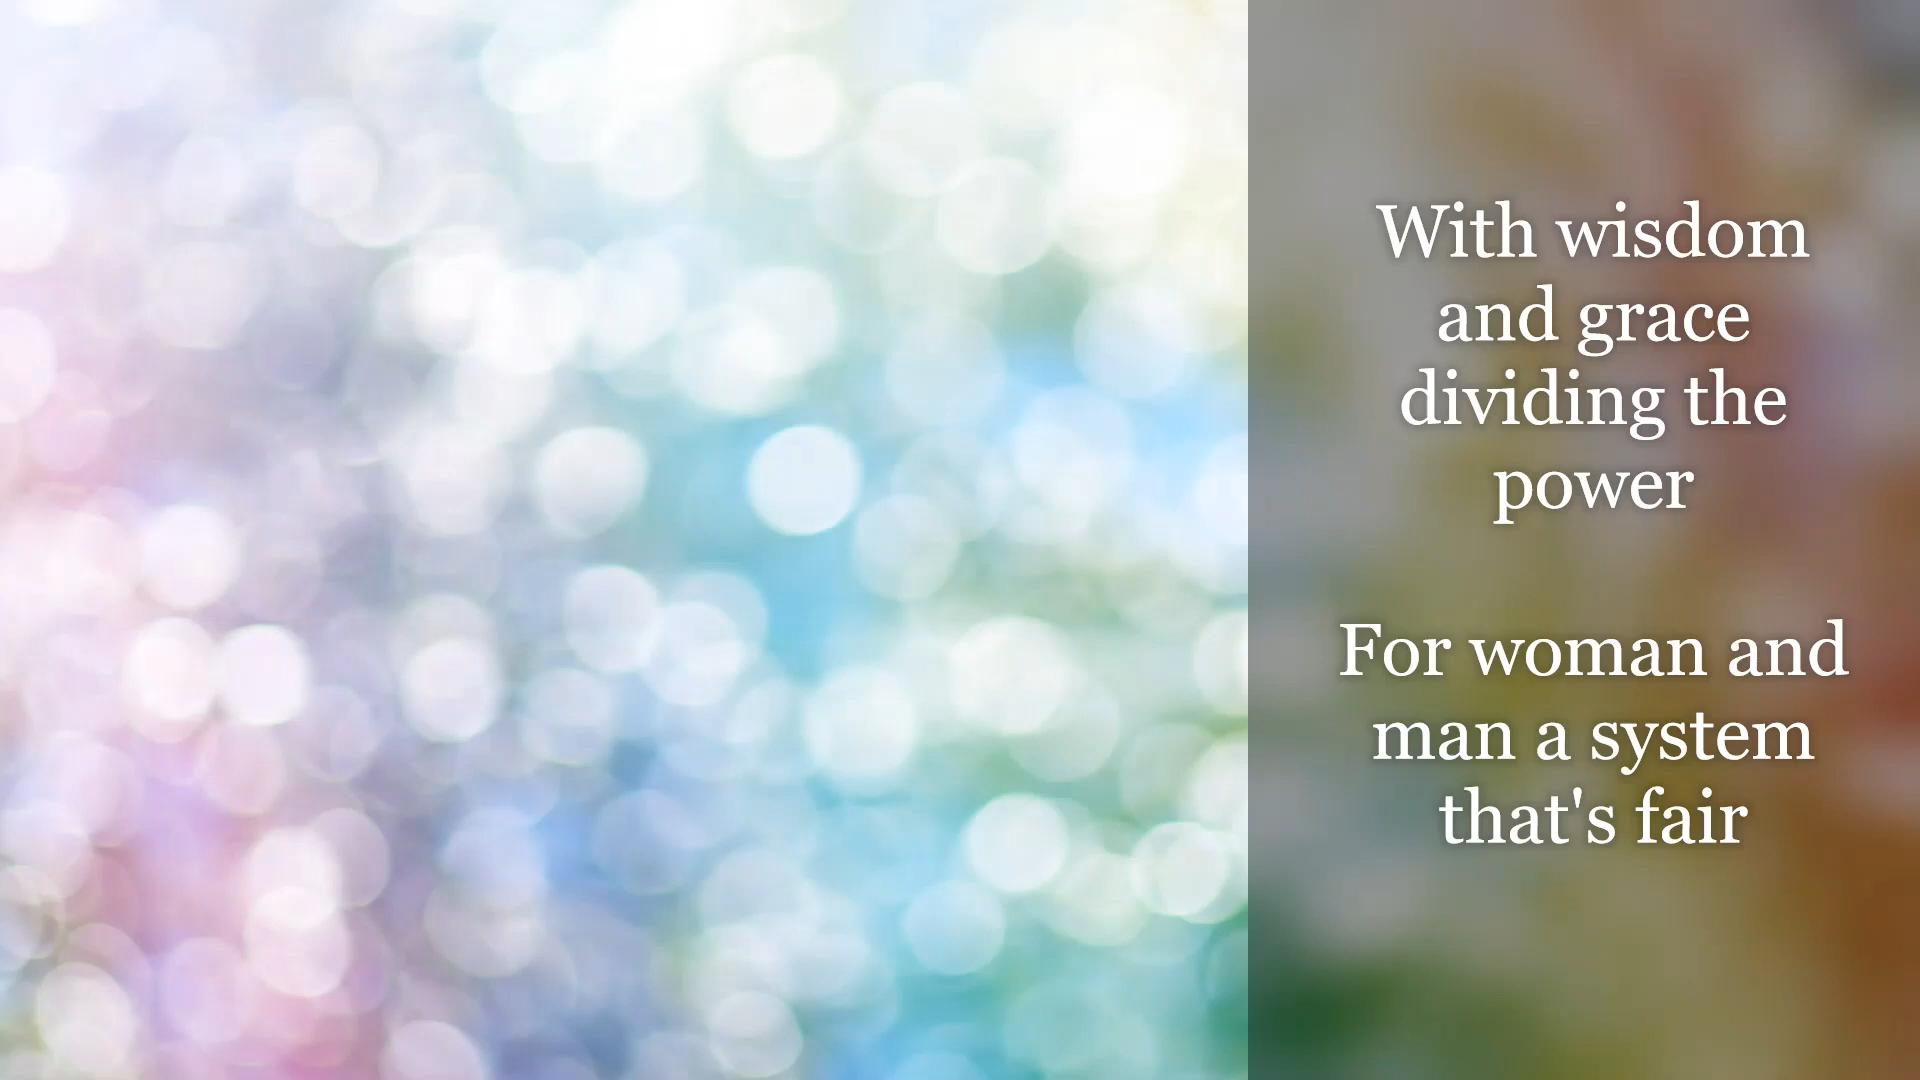 With wisdom
and grace
dividing the
power
For woman and
man a system
that's fair